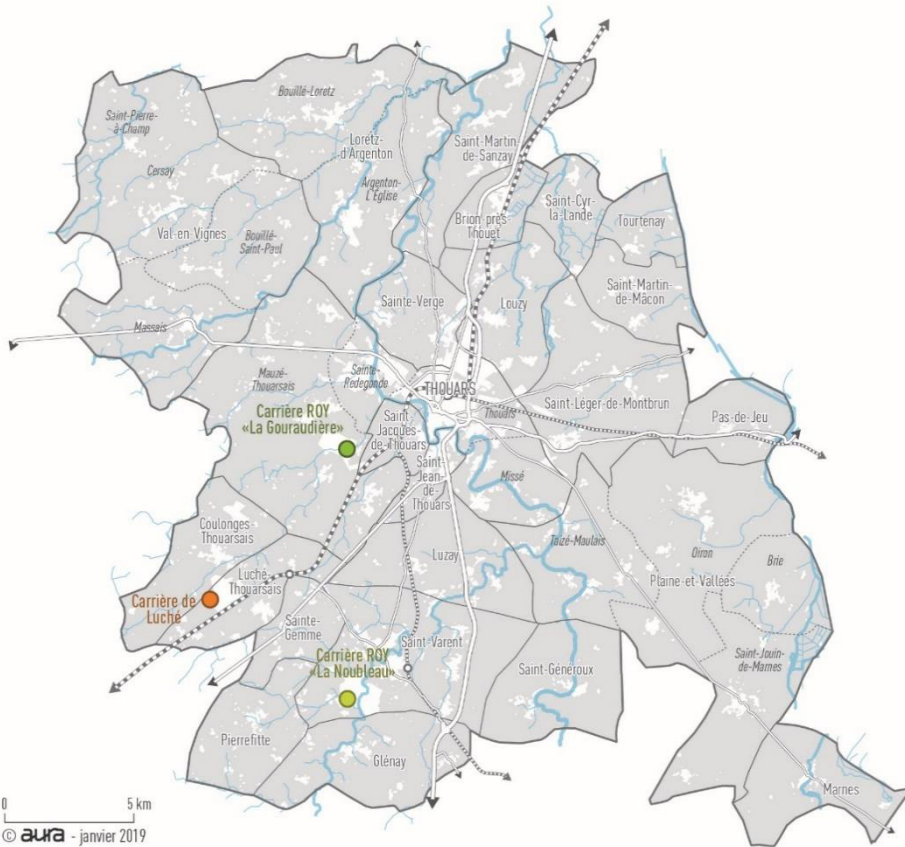 Saint-Pierre-
à-Champ
Bouillé-Loretz
Loretz-
d'Argenton
Saint-Martin-
de-Sanzay
Cersay
Argenton-
L'Église
Saint-Cyr-
la-Lande
Brion-près-
Thouet
Tourtenay
Val-en-Vignes
Bouillé-
Saint-Paul
Saint-Martin-
de-Mâcon
Sainte-Verge
Louzy
Massais
Mauzé-
Thouarsais
Sainte-
Radegonde
THOUARS
Thouars
Saint-Léger-de-Montbrun
Pas-de-Jeu
Carrière ROY
«La Gouraudière»
Saint-
Jacques-
de-Thouars
Saint-
Jean-
de-
Thouars
Missé
Coulonges-
Thouarsais
Taizé-Maulais
Oiron
Brie
Luzay
Plaine-et-Vallées
Luché-
Thouarsais
Carrière de
Luché
Sainte-
Gemme
Saint-Varent
Carrière ROY
«La Noubleau»
Saint-Généroux
Saint-Jouin-
de-Marnes
Pierrefitte
Glénay
Marnes
0 5 km
© aura - janvier 2019